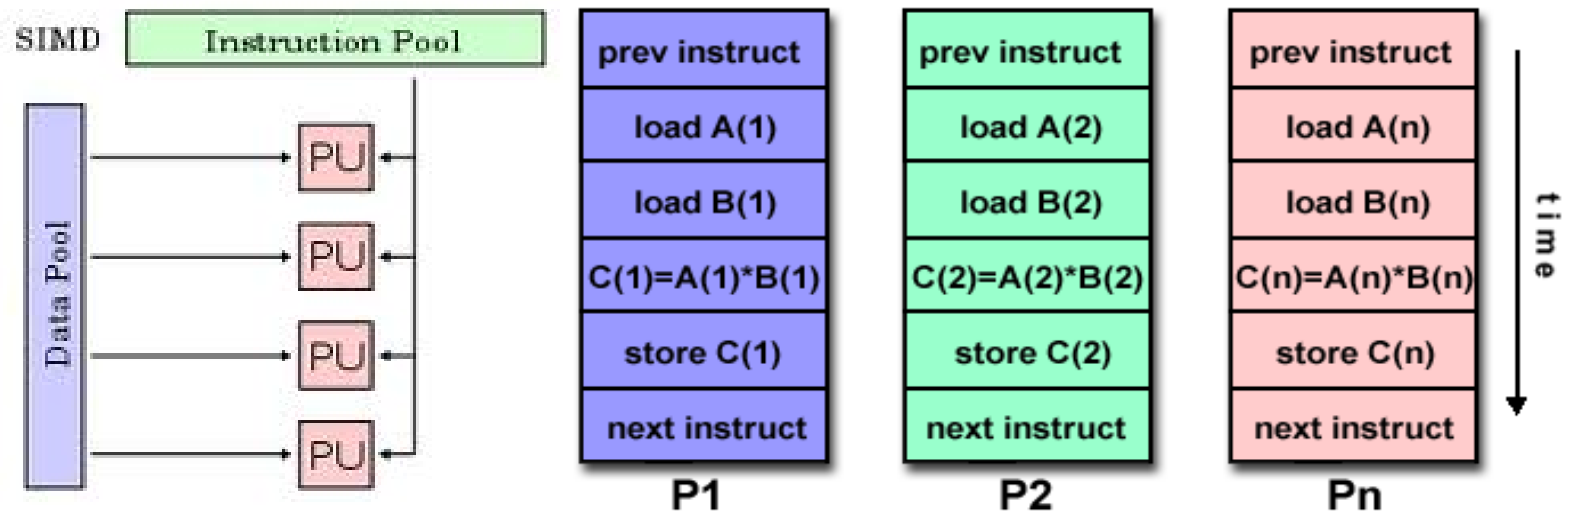 SIMD
Instruction Pool
Data Pool
PU
PU
PU
PU
prev instruct
load A(1)
load B(1)
C(1)=A(1)*B(1)
store C(1)
next instruct
P1
prev instruct
load A(2)
load B(2)
C(2)=A(2)*B(2)
store C(2)
next instruct
P2
prev instruct
load A(n)
load B(n)
C(n)=A(n)*B(n)
store C(n)
next instruct
Pn
time